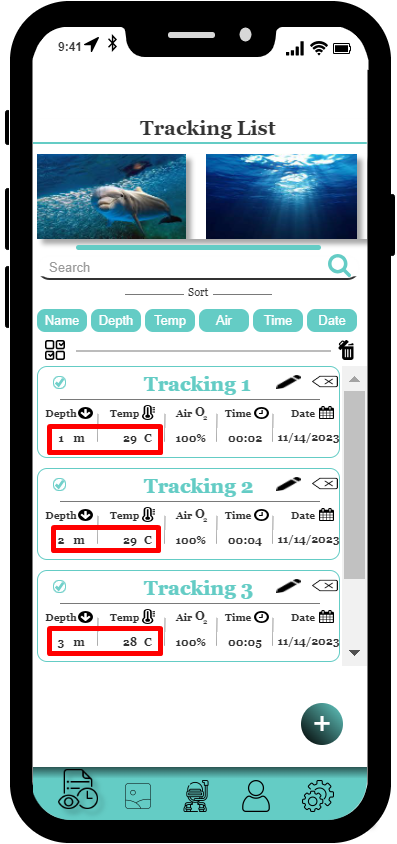 9:41
Tracking List
Search
Sort
Name Depth Temp Air Time Date
Tracking 1
Depth Temp Air O2 Time Date
1 m 29 C 100% 00:02 11/14/2023
Tracking 2
Depth Temp Air O2 Time Date
2 m 29 C 100% 00:04 11/14/2023
Tracking 3
Depth Temp Air O2 Time Date
3 m 28 C 100% 00:05 11/14/2023
+